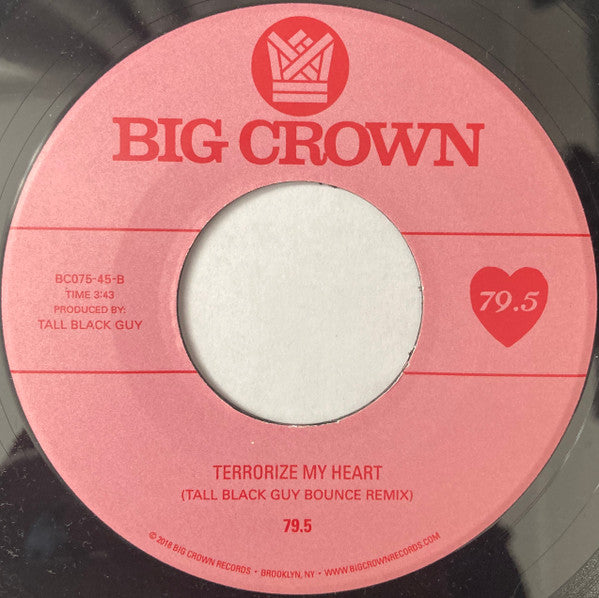 BIG CROWN
BC075-45-B
TIME 3:43
PRODUCED BY:
TALL BLACK GUY
79.5
TERRORIZE MY HEART
(TALL BLACK GUY BOUNCE REMIX)
79.5
©2018 BIG CROWN RECORDS • BROOKLYN, NY • WWW.BIGCROWNRECORDS.COM